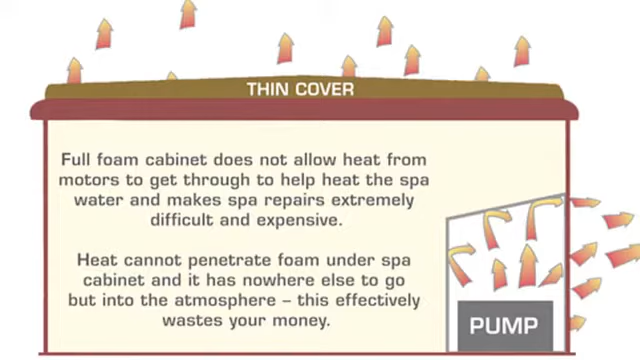 THIN COVER
Full foam cabinet does not allow heat from
motors to get through to help heat the spa
water and makes spa repairs extremely
difficult and expensive.
Heat cannot penetrate foam under spa
cabinet and it has nowhere else to go
but into the atmosphere – this effectively
wastes your money.
PUMP